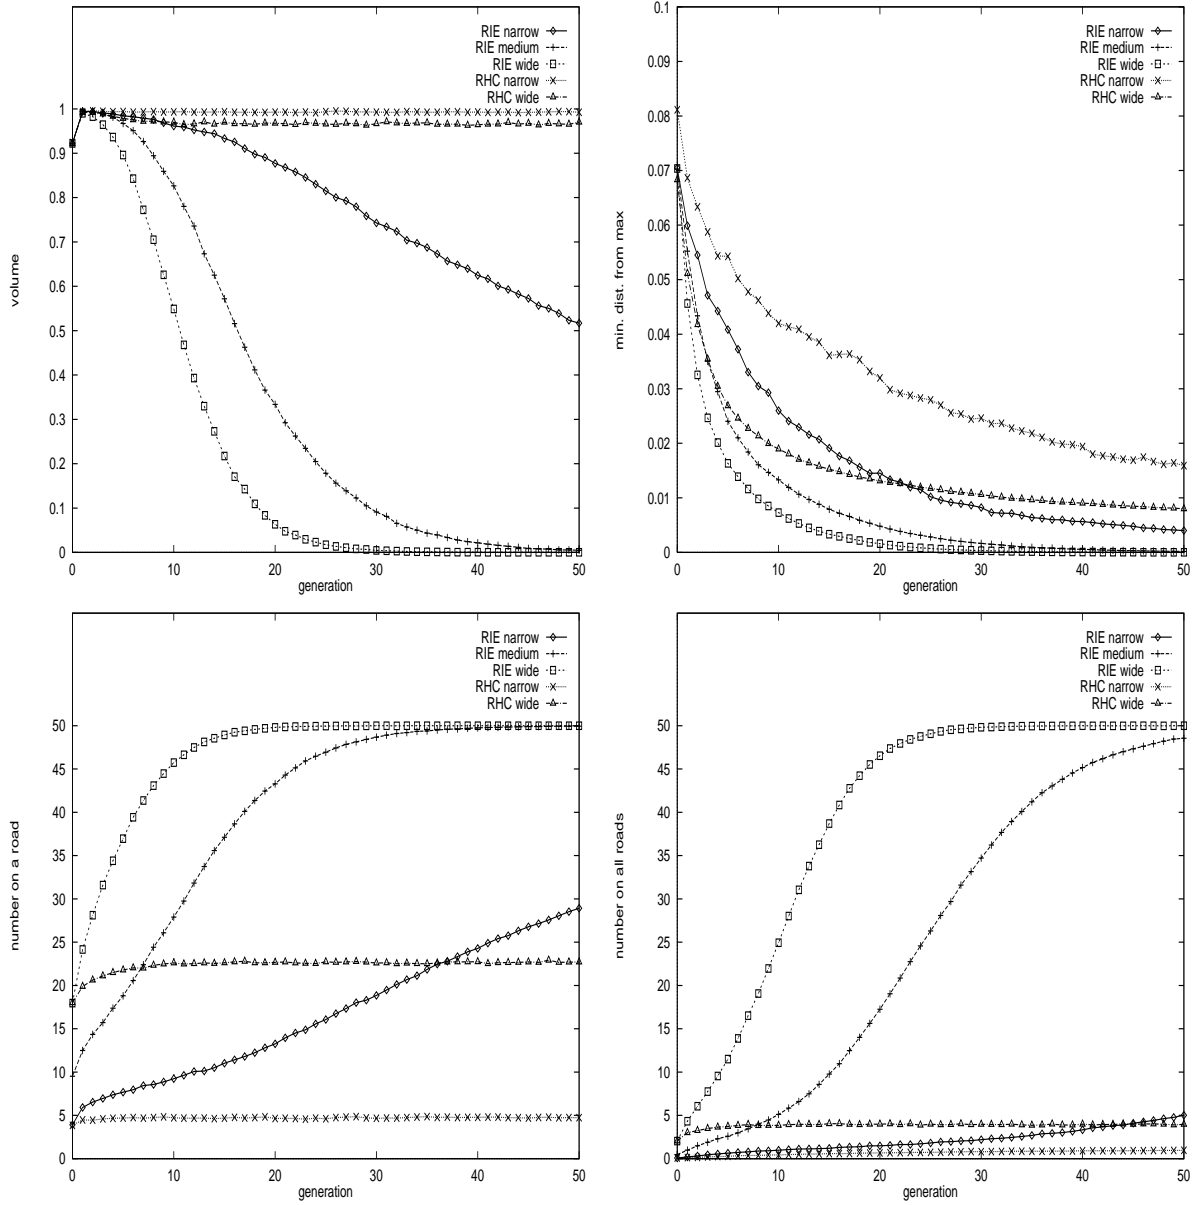 RIE narrow
RIE medium
RIE wide
RHC narrow
RHC wide
1
0.9
0.8
0.7
0.6
0.5
0.4
0.3
0.2
0.1
0
volume
0 10 20 30 40 50
generation
RIE narrow
RIE medium
RIE wide
RHC narrow
RHC wide
0.1
0.09
0.08
0.07
0.06
0.05
0.04
0.03
0.02
0.01
0
min. dist. from max
0 10 20 30 40 50
generation
RIE narrow
RIE medium
RIE wide
RHC narrow
RHC wide
50
45
40
35
30
25
20
15
10
5
0
number on a road
0 10 20 30 40 50
generation
RIE narrow
RIE medium
RIE wide
RHC narrow
RHC wide
50
45
40
35
30
25
20
15
10
5
0
number on all roads
0 10 20 30 40 50
generation